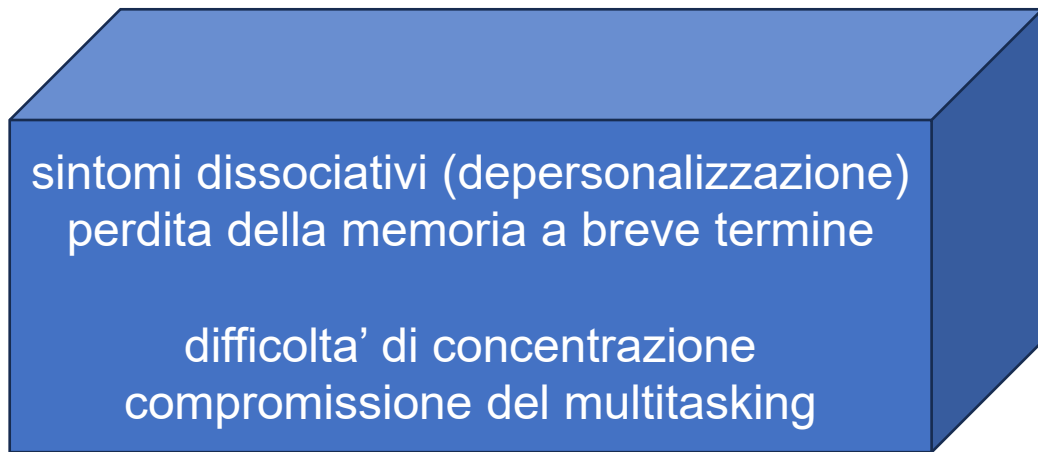 sintomi dissociativi (depersonalizzazione)
perdita della memoria a breve termine
difficolta’ di concentrazione
compromissione del multitasking